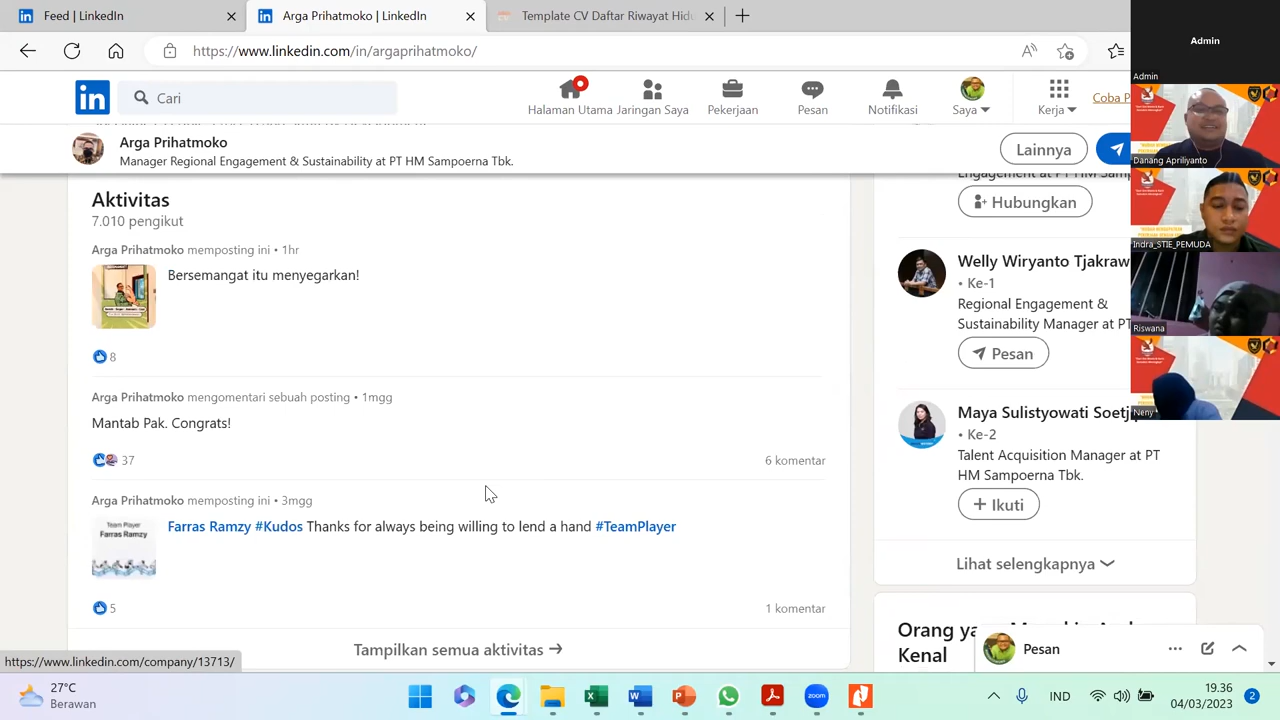 Feed | LinkedIn
Arga Prihatmoko | LinkedIn
Template CV Daftar Riwayat Hid
https://www.linkedin.com/in/argaprihatmoko/
in
Cari
Halaman Utama
Jaringan Saya
Pekerjaan
Pesan
Notifikasi
Saya
Kerja
Coba P
Arga Prihatmoko
Manager Regional Engagement & Sustainability at PT HM Sampoerna Tbk.
Lainnya
Aktivitas
7.010 pengikut
Arga Prihatmoko memposting ini • 1hr
Bersemangat itu menyegarkan!
8
Arga Prihatmoko mengomentari sebuah posting • 1mgg
Mantab Pak. Congrats!
37
6 komentar
Arga Prihatmoko memposting ini • 3mgg
Team Player
Farras Ramzy
Farras Ramzy #Kudos Thanks for always being willing to lend a hand #TeamPlayer
5
1 komentar
Tampilkan semua aktivitas
Engagement at PT HM Samp
Hubungkan
Welly Wiryanto Tjakraw
• Ke-1
Regional Engagement &
Sustainability Manager at PT
Pesan
Maya Sulistyowati Soetj
• Ke-2
Talent Acquisition Manager at PT
HM Sampoerna Tbk.
Ikuti
Lihat selengkapnya
Kenal
Pesan
Admin
Admin
Danang Apriliyanto
Indra_STIE_PEMUDA
Riswana
Neny
https://www.linkedin.com/company/13713/
27°C
Berawan
zoom
IND
19.36
04/03/2023
2